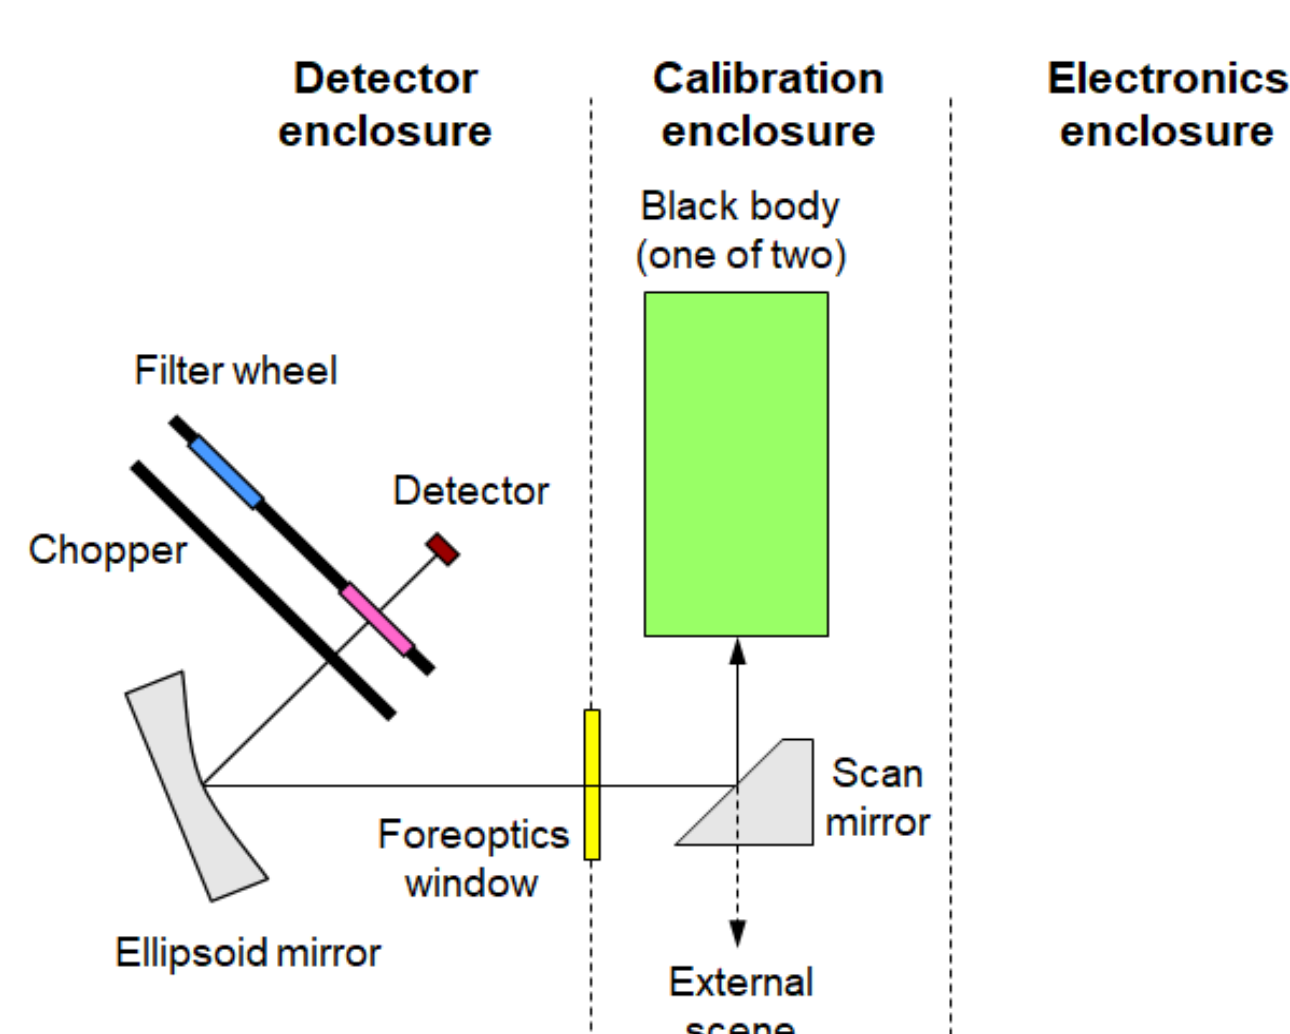 Detector
enclosure
Calibration
enclosure
Electronics
enclosure
Black body
(one of two)
Filter wheel
Detector
Chopper
Scan
mirror
Foreoptics
window
Ellipsoid mirror
External
scene